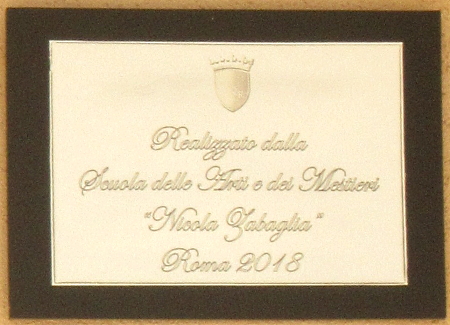 Realizzato dalla
Scuola delle Arti e dei Mestieri
"Nicola Zabaglia"
Roma 2018